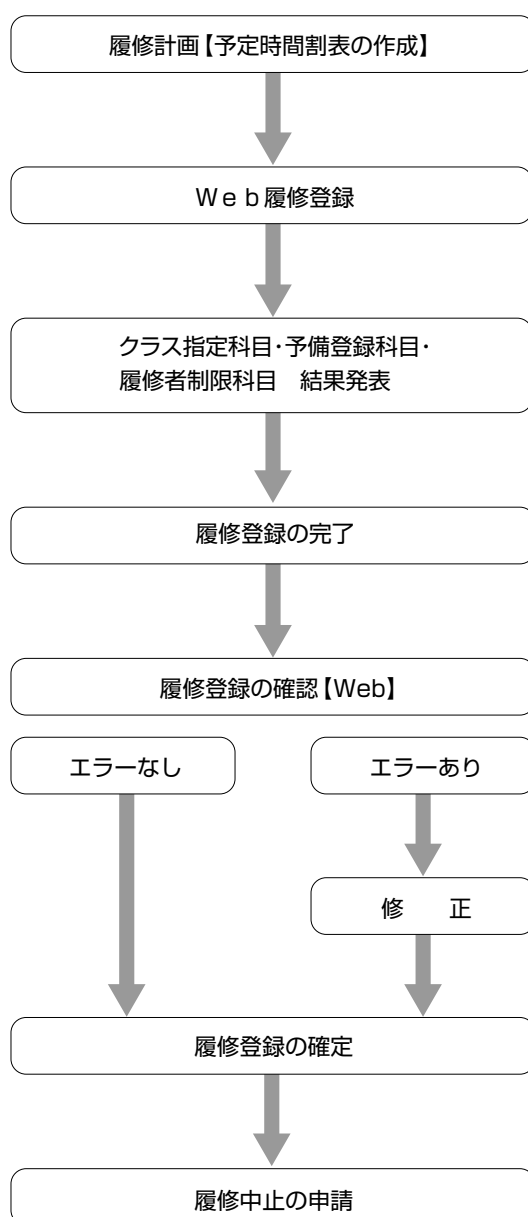 履修計画【予定時間割表の作成】
Ｗｅｂ履修登録
クラス指定科目・予備登録科目・
履修者制限科目　結果発表
履修登録の完了
履修登録の確認【Web】
エラーなし
エラーあり
修　　正
履修登録の確定
履修中止の申請